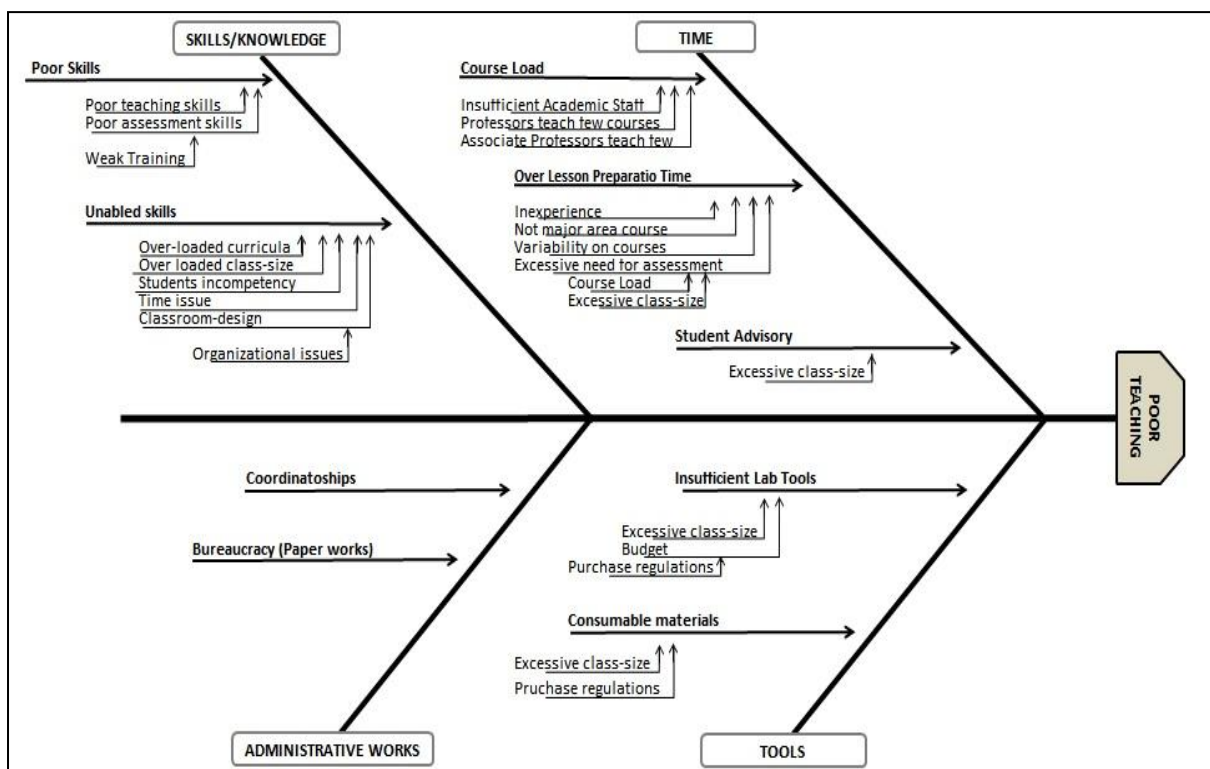 SKILLS/KNOWLEDGE
Poor Skills
Poor teaching skills
Poor assessment skills
Weak Training
Unabled skills
Over-loaded curricula
Over loaded class-size
Students incompetency
Time issue
Classroom-design
Organizational issues
TIME
Course Load
Insufficient Academic Staff
Professors teach few courses
Associate Professors teach few
Over Lesson Preparatio Time
Inexperience
Not major area course
Variability on courses
Excessive need for assessment
Course Load
Excessive class-size
Student Advisory
Excessive class-size
POOR
TEACHING
Coordinatoships
Bureaucracy (Paper works)
ADMINISTRATIVE WORKS
Insufficient Lab Tools
Excessive class-size
Budget
Purchase regulations
Consumable materials
Excessive class-size
Pruchase regulations
TOOLS